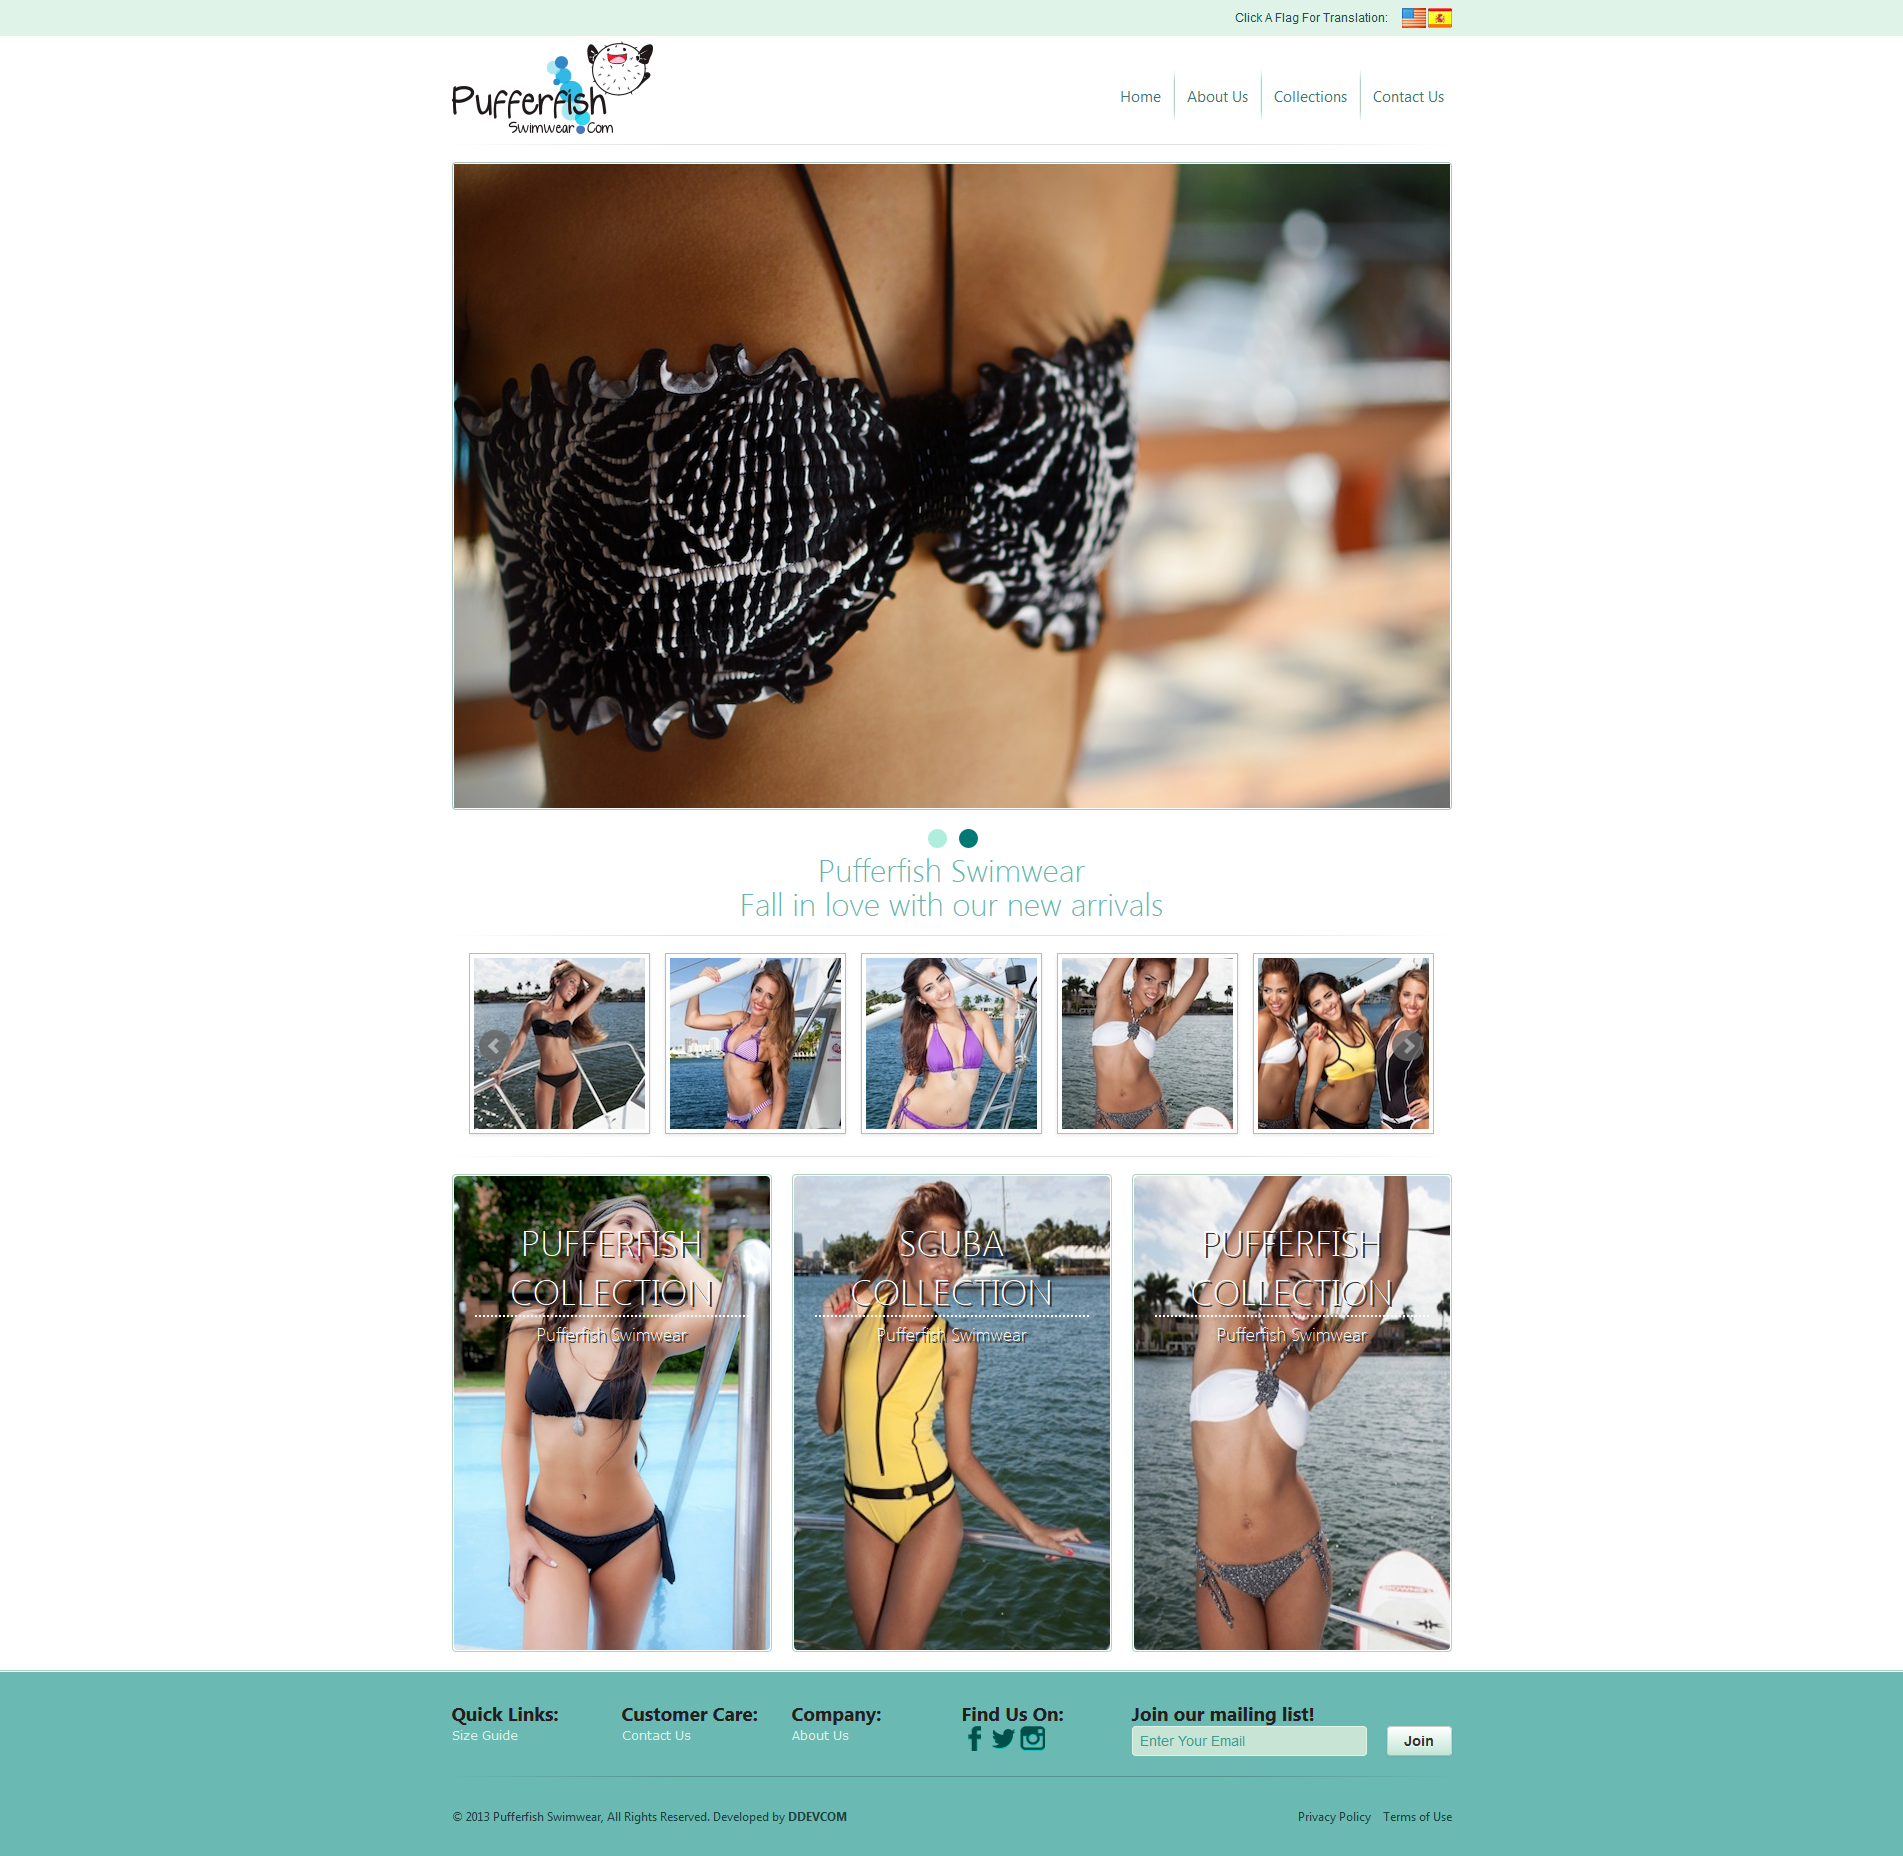 Click A Flag For Translation:
Pufferfish
Swimwear.Com
Home
About Us
Collections
Contact Us
Pufferfish Swimwear
Fall in love with our new arrivals
PUFFERFISH
COLLECTION
Pufferfish Swimwear
SCUBA
COLLECTION
Pufferfish Swimwear
PUFFERFISH
COLLECTION
Pufferfish Swimwear
Quick Links:
Size Guide
Customer Care:
Contact Us
Company:
About Us
Find Us On:
Join our mailing list!
Enter Your Email
Join
© 2013 Pufferfish Swimwear, All Rights Reserved. Developed by DDEVCOM
Privacy Policy
Terms of Use